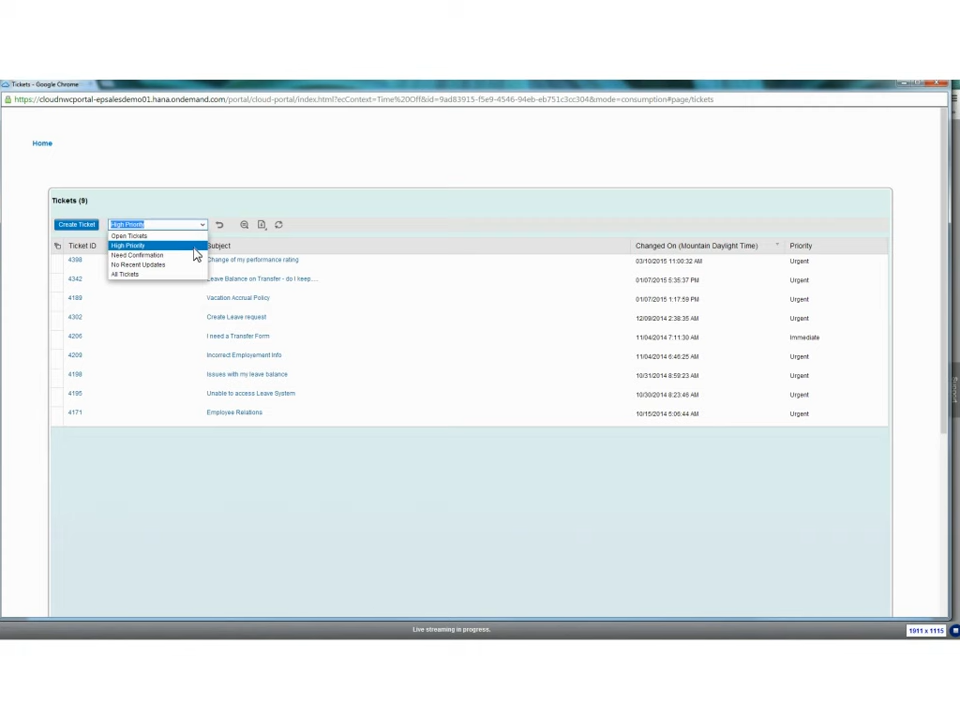 Tickets - Google Chrome
https://cloudnwcportal-epsalesdemo01.hana.ondemand.com/portal/cloud-portal/index.html?ecContext=Time%20Off&id=9ad83915-f5e9-4546-94eb-eb751c3cc304&mode=consumption#page/tickets
Home
Tickets (9)
Create Ticket High Priority
Open Tickets
High Priority
Need Confirmation
No Recent Updates
All Tickets
Ticket ID Subject Changed On (Mountain Daylight Time) Priority
4398 Change of my performance rating 03/10/2015 11:00:32 AM Urgent
4342 Leave Balance on Transfer - do I keep.... 01/07/2015 5:35:37 PM Urgent
4189 Vacation Accrual Policy 01/07/2015 1:17:59 PM Urgent
4302 Create Leave request 12/09/2014 2:38:35 AM Urgent
4206 I need a Transfer Form 11/04/2014 7:11:30 AM Immediate
4209 Incorrect Employement Info 11/04/2014 6:46:25 AM Urgent
4198 Issues with my leave balance 10/31/2014 8:59:23 AM Urgent
4195 Unable to access Leave System 10/30/2014 8:23:46 AM Urgent
4171 Employee Relations 10/15/2014 5:06:44 AM Urgent
Support
Live streaming in progress.
1911 x 1115